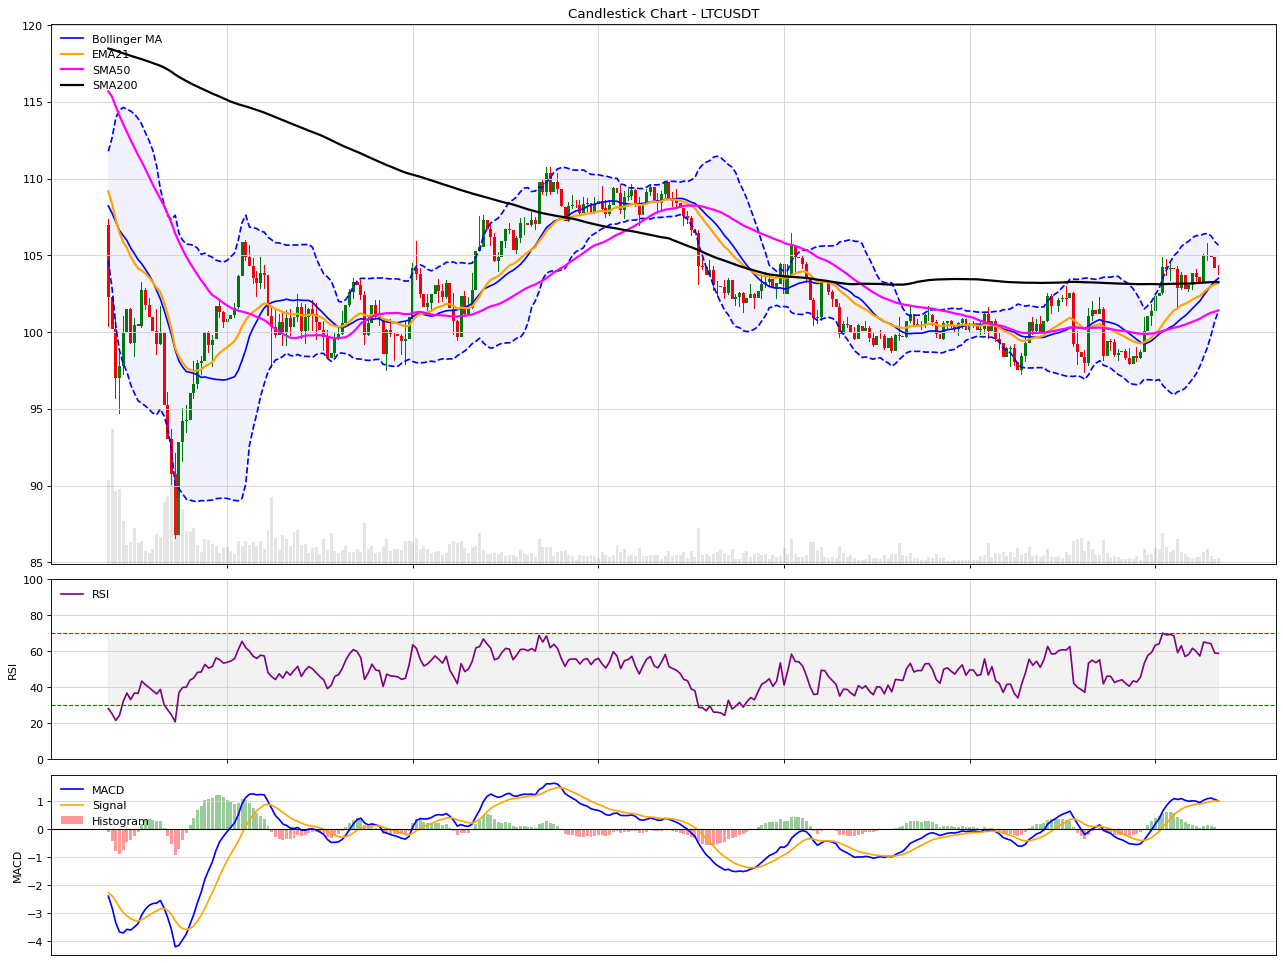 Candlestick Chart - LTCUSDT
120
115
110
105
100
95
90
85
Bollinger MA
EMA21
SMA50
SMA200
100
80
60
40
20
0
RSI
RSI
1
0
−1
−2
−3
−4
MACD
MACD
Signal
Histogram